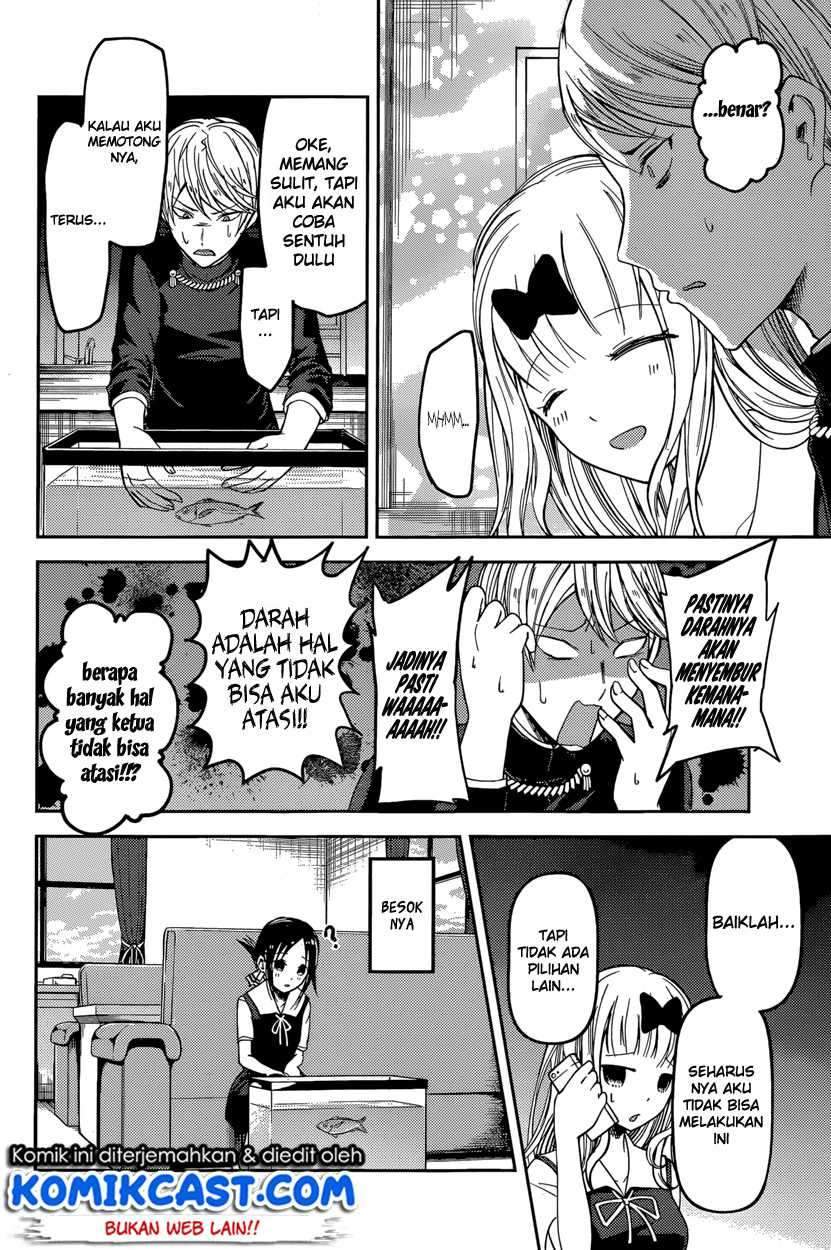 ...benar?
MHMM...
OKE,
MEMANG
SULIT, TAPI
AKU AKAN
COBA
SENTUH
DULU
TAPI
...
KALAU AKU
MEMOTONG
NYA,
TERUS...
PASTINYA
DARAHNYA
AKAN
MENYEMBUR
KEMANA-
MANA!!
JADINYA
PASTI
WAAAAA-
AAAAAH!!
DARAH
ADALAH HAL
YANG TIDAK
BISA AKU
ATASI!!
berapa
banyak hal
yang ketua
tidak bisa
atasi!!?
BAIKLAH...
SEHARUS
NYA AKU
TIDAK BISA
MELAKUKAN
INI
TAPI
TIDAK ADA
PILIHAN
LAIN...
BESOK
NYA
?
Komik ini diterjemahkan & diedit oleh
KOMIKCAST.COM
BUKAN WEB LAIN!!